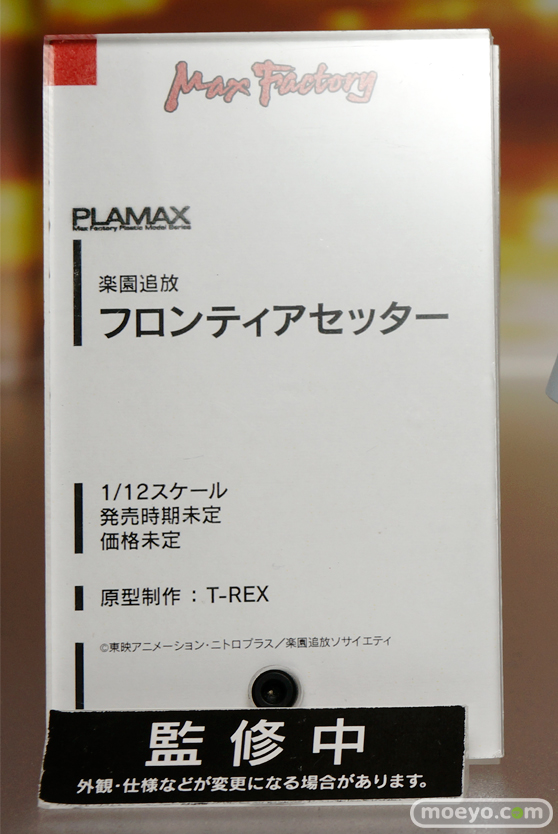 Max Factory
PLAMAX
Max Factory Plastic Model Series
楽園追放
フロンティアセッター
1/12スケール
発売時期未定
価格未定
原型制作：T-REX
©東映アニメーション・ニトロプラス／楽園追放ソサイエティ
監修中
外観・仕様などが変更になる場合があります。
moeyo.com